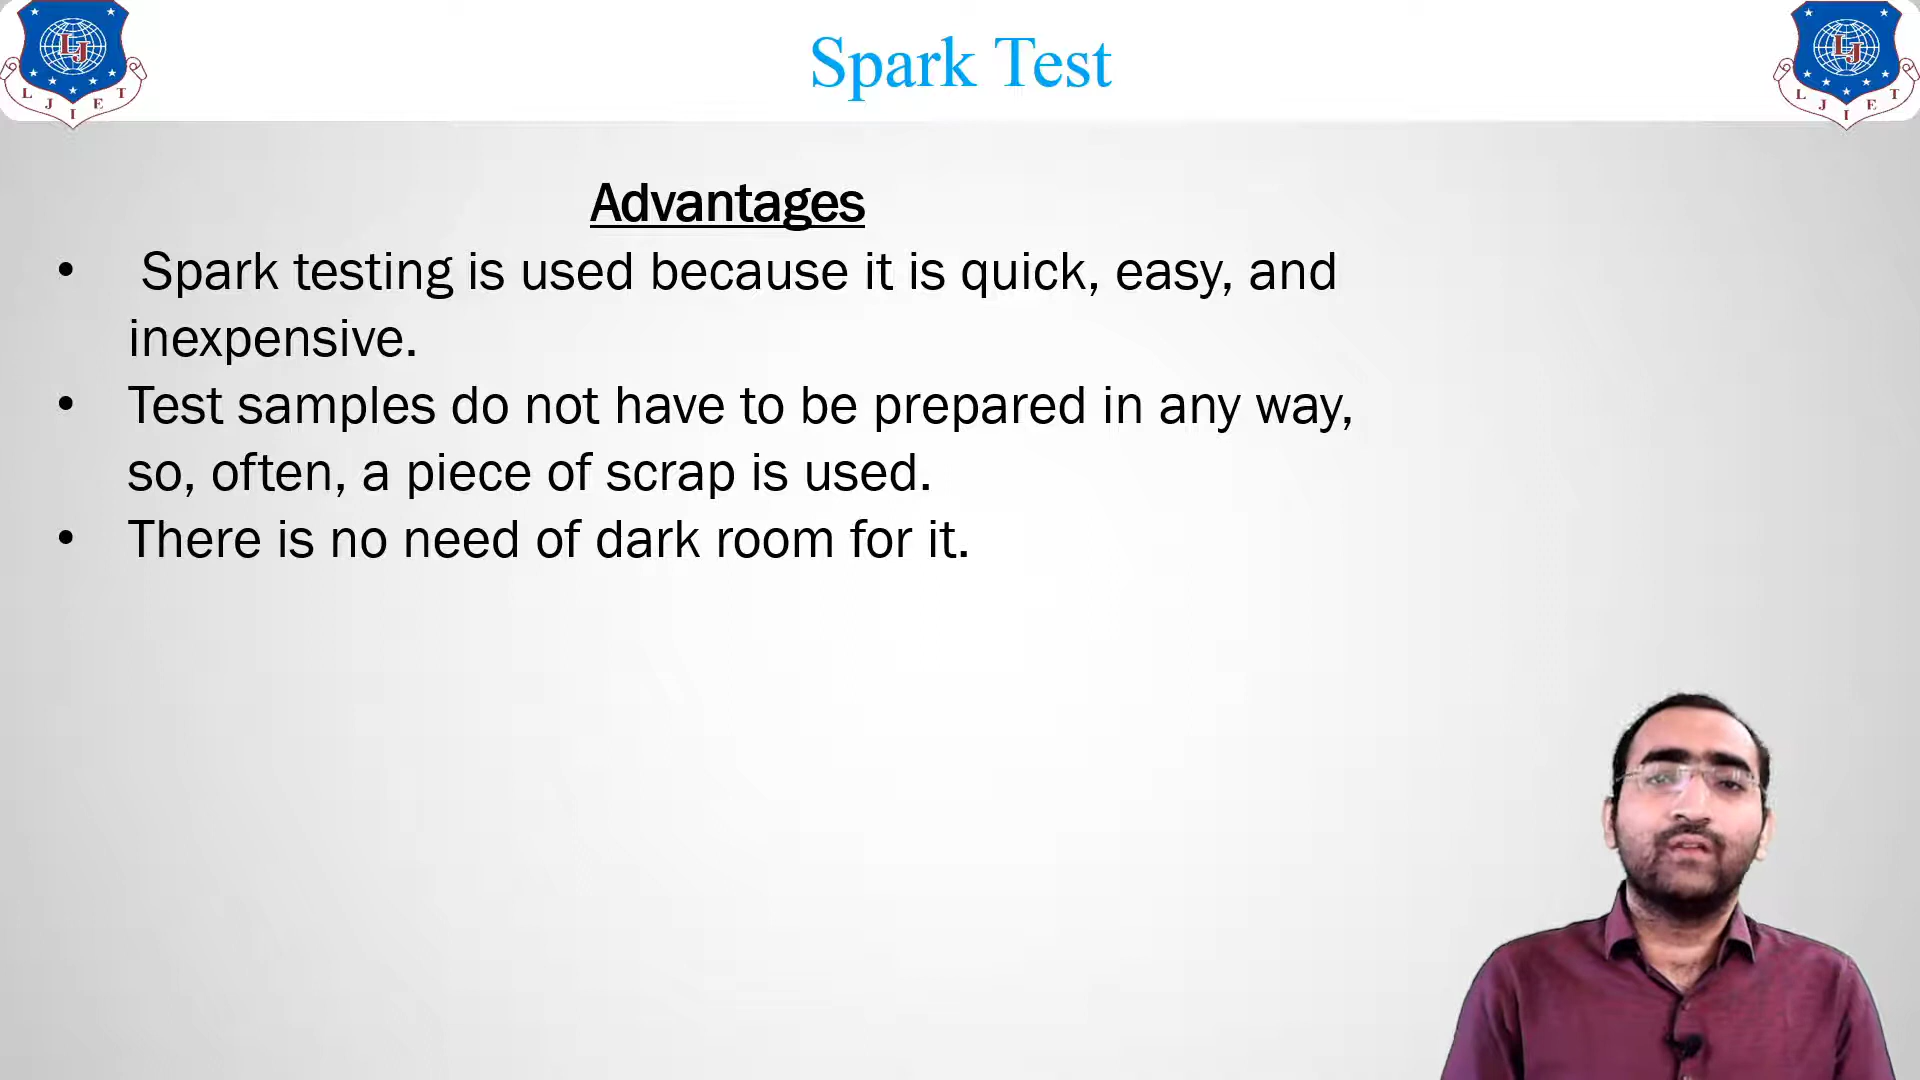 Spark Test
LJ
L J I E T
LJ
L J I E T
Advantages
• Spark testing is used because it is quick, easy, and
inexpensive.
• Test samples do not have to be prepared in any way,
so, often, a piece of scrap is used.
• There is no need of dark room for it.